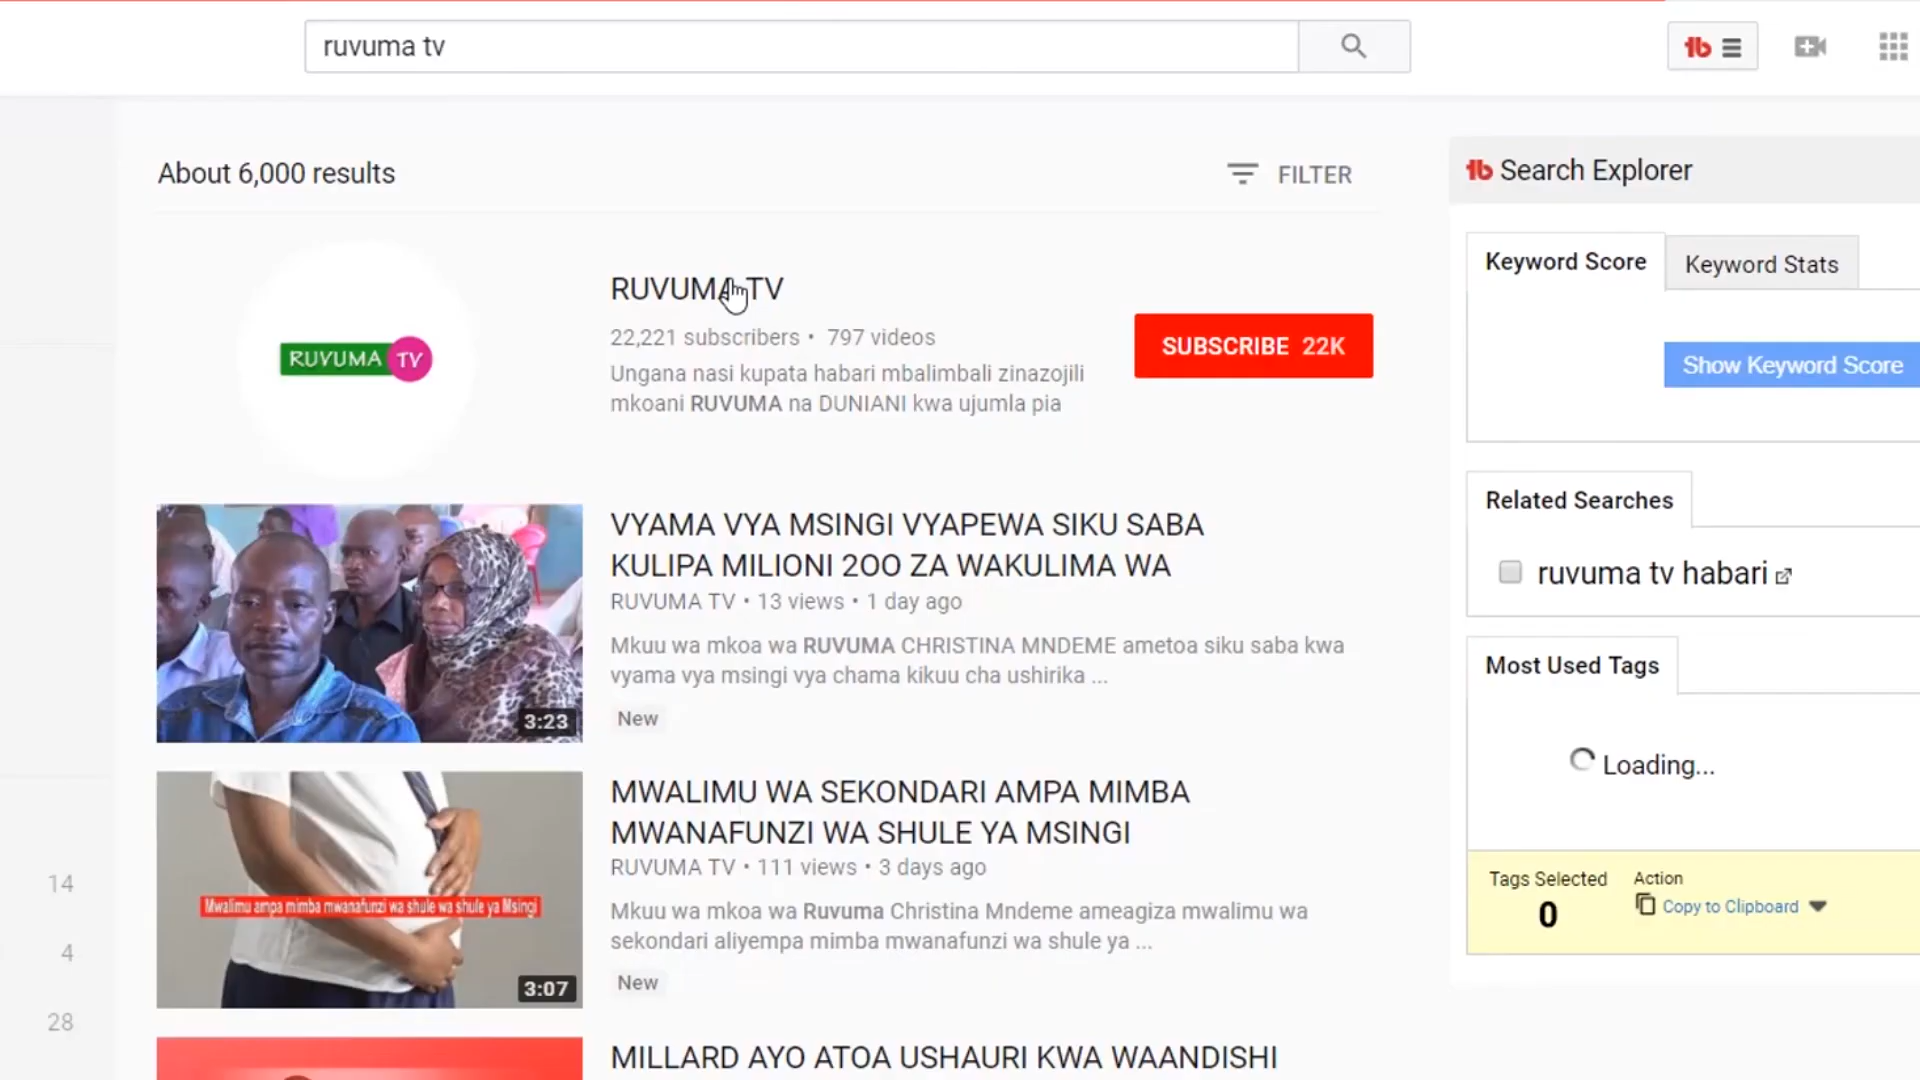 ruvuma tv
tb
About 6,000 results
FILTER
RUVUMA TV
RUVUMA TV
22,221 subscribers • 797 videos
Ungana nasi kupata habari mbalimbali zinazojili
mkoani RUVUMA na DUNIANI kwa ujumla pia
SUBSCRIBE 22K
VYAMA VYA MSINGI VYAPEWA SIKU SABA
KULIPA MILIONI 2OO ZA WAKULIMA WA
RUVUMA TV • 13 views • 1 day ago
Mkuu wa mkoa wa RUVUMA CHRISTINA MNDEME ametoa siku saba kwa
vyama vya msingi vya chama kikuu cha ushirika ...
New
3:23
MWALIMU WA SEKONDARI AMPA MIMBA
MWANAFUNZI WA SHULE YA MSINGI
RUVUMA TV • 111 views • 3 days ago
Mkuu wa mkoa wa Ruvuma Christina Mndeme ameagiza mwalimu wa
sekondari aliyempa mimba mwanafunzi wa shule ya ...
New
Mwalimu ampa mimba mwanafunzi wa shule wa shule ya Msingi
3:07
MILLARD AYO ATOA USHAURI KWA WAANDISHI
14
4
28
tb Search Explorer
Keyword Score
Keyword Stats
Show Keyword Score
Related Searches
ruvuma tv habari
Most Used Tags
Loading...
Tags Selected
0
Action
Copy to Clipboard